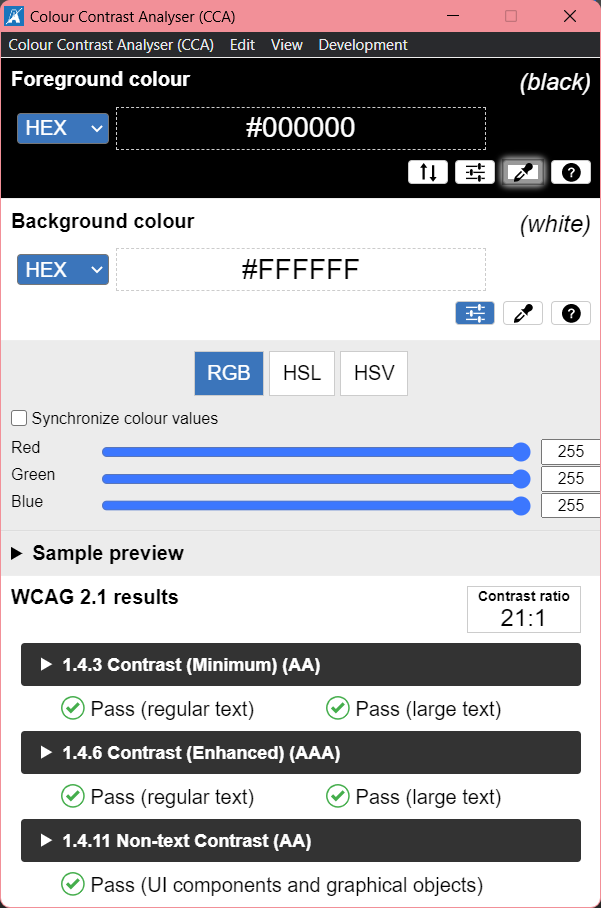 Colour Contrast Analyser (CCA)
Colour Contrast Analyser (CCA) Edit View Development
Foreground colour (black)
HEX #000000
Background colour (white)
HEX #FFFFFF
RGB HSL HSV
Synchronize colour values
Red 255
Green 255
Blue 255
Sample preview
WCAG 2.1 results
Contrast ratio
21:1
1.4.3 Contrast (Minimum) (AA)
Pass (regular text) Pass (large text)
1.4.6 Contrast (Enhanced) (AAA)
Pass (regular text) Pass (large text)
1.4.11 Non-text Contrast (AA)
Pass (UI components and graphical objects)